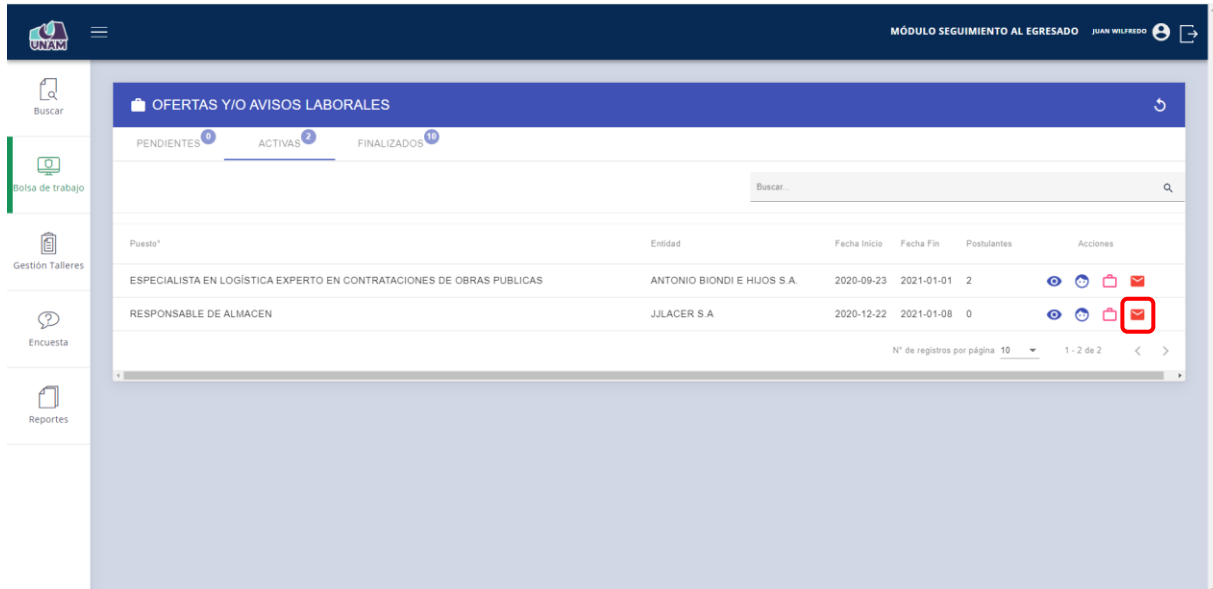 UNAM
MÓDULO SEGUIMIENTO AL EGRESADO JUAN WILFREDO
Buscar
Bolsa de trabajo
Gestión Talleres
Encuesta
Reportes
OFERTAS Y/O AVISOS LABORALES
PENDIENTES 0 ACTIVAS 2 FINALIZADOS 10
Buscar...
Puesto* Entidad Fecha Inicio Fecha Fin Postulantes Acciones
ESPECIALISTA EN LOGÍSTICA EXPERTO EN CONTRATACIONES DE OBRAS PUBLICAS ANTONIO BIONDI E HIJOS S.A. 2020-09-23 2021-01-01 2
RESPONSABLE DE ALMACEN JJLACER S.A 2020-12-22 2021-01-08 0
N° de registros por página 10 1 - 2 de 2